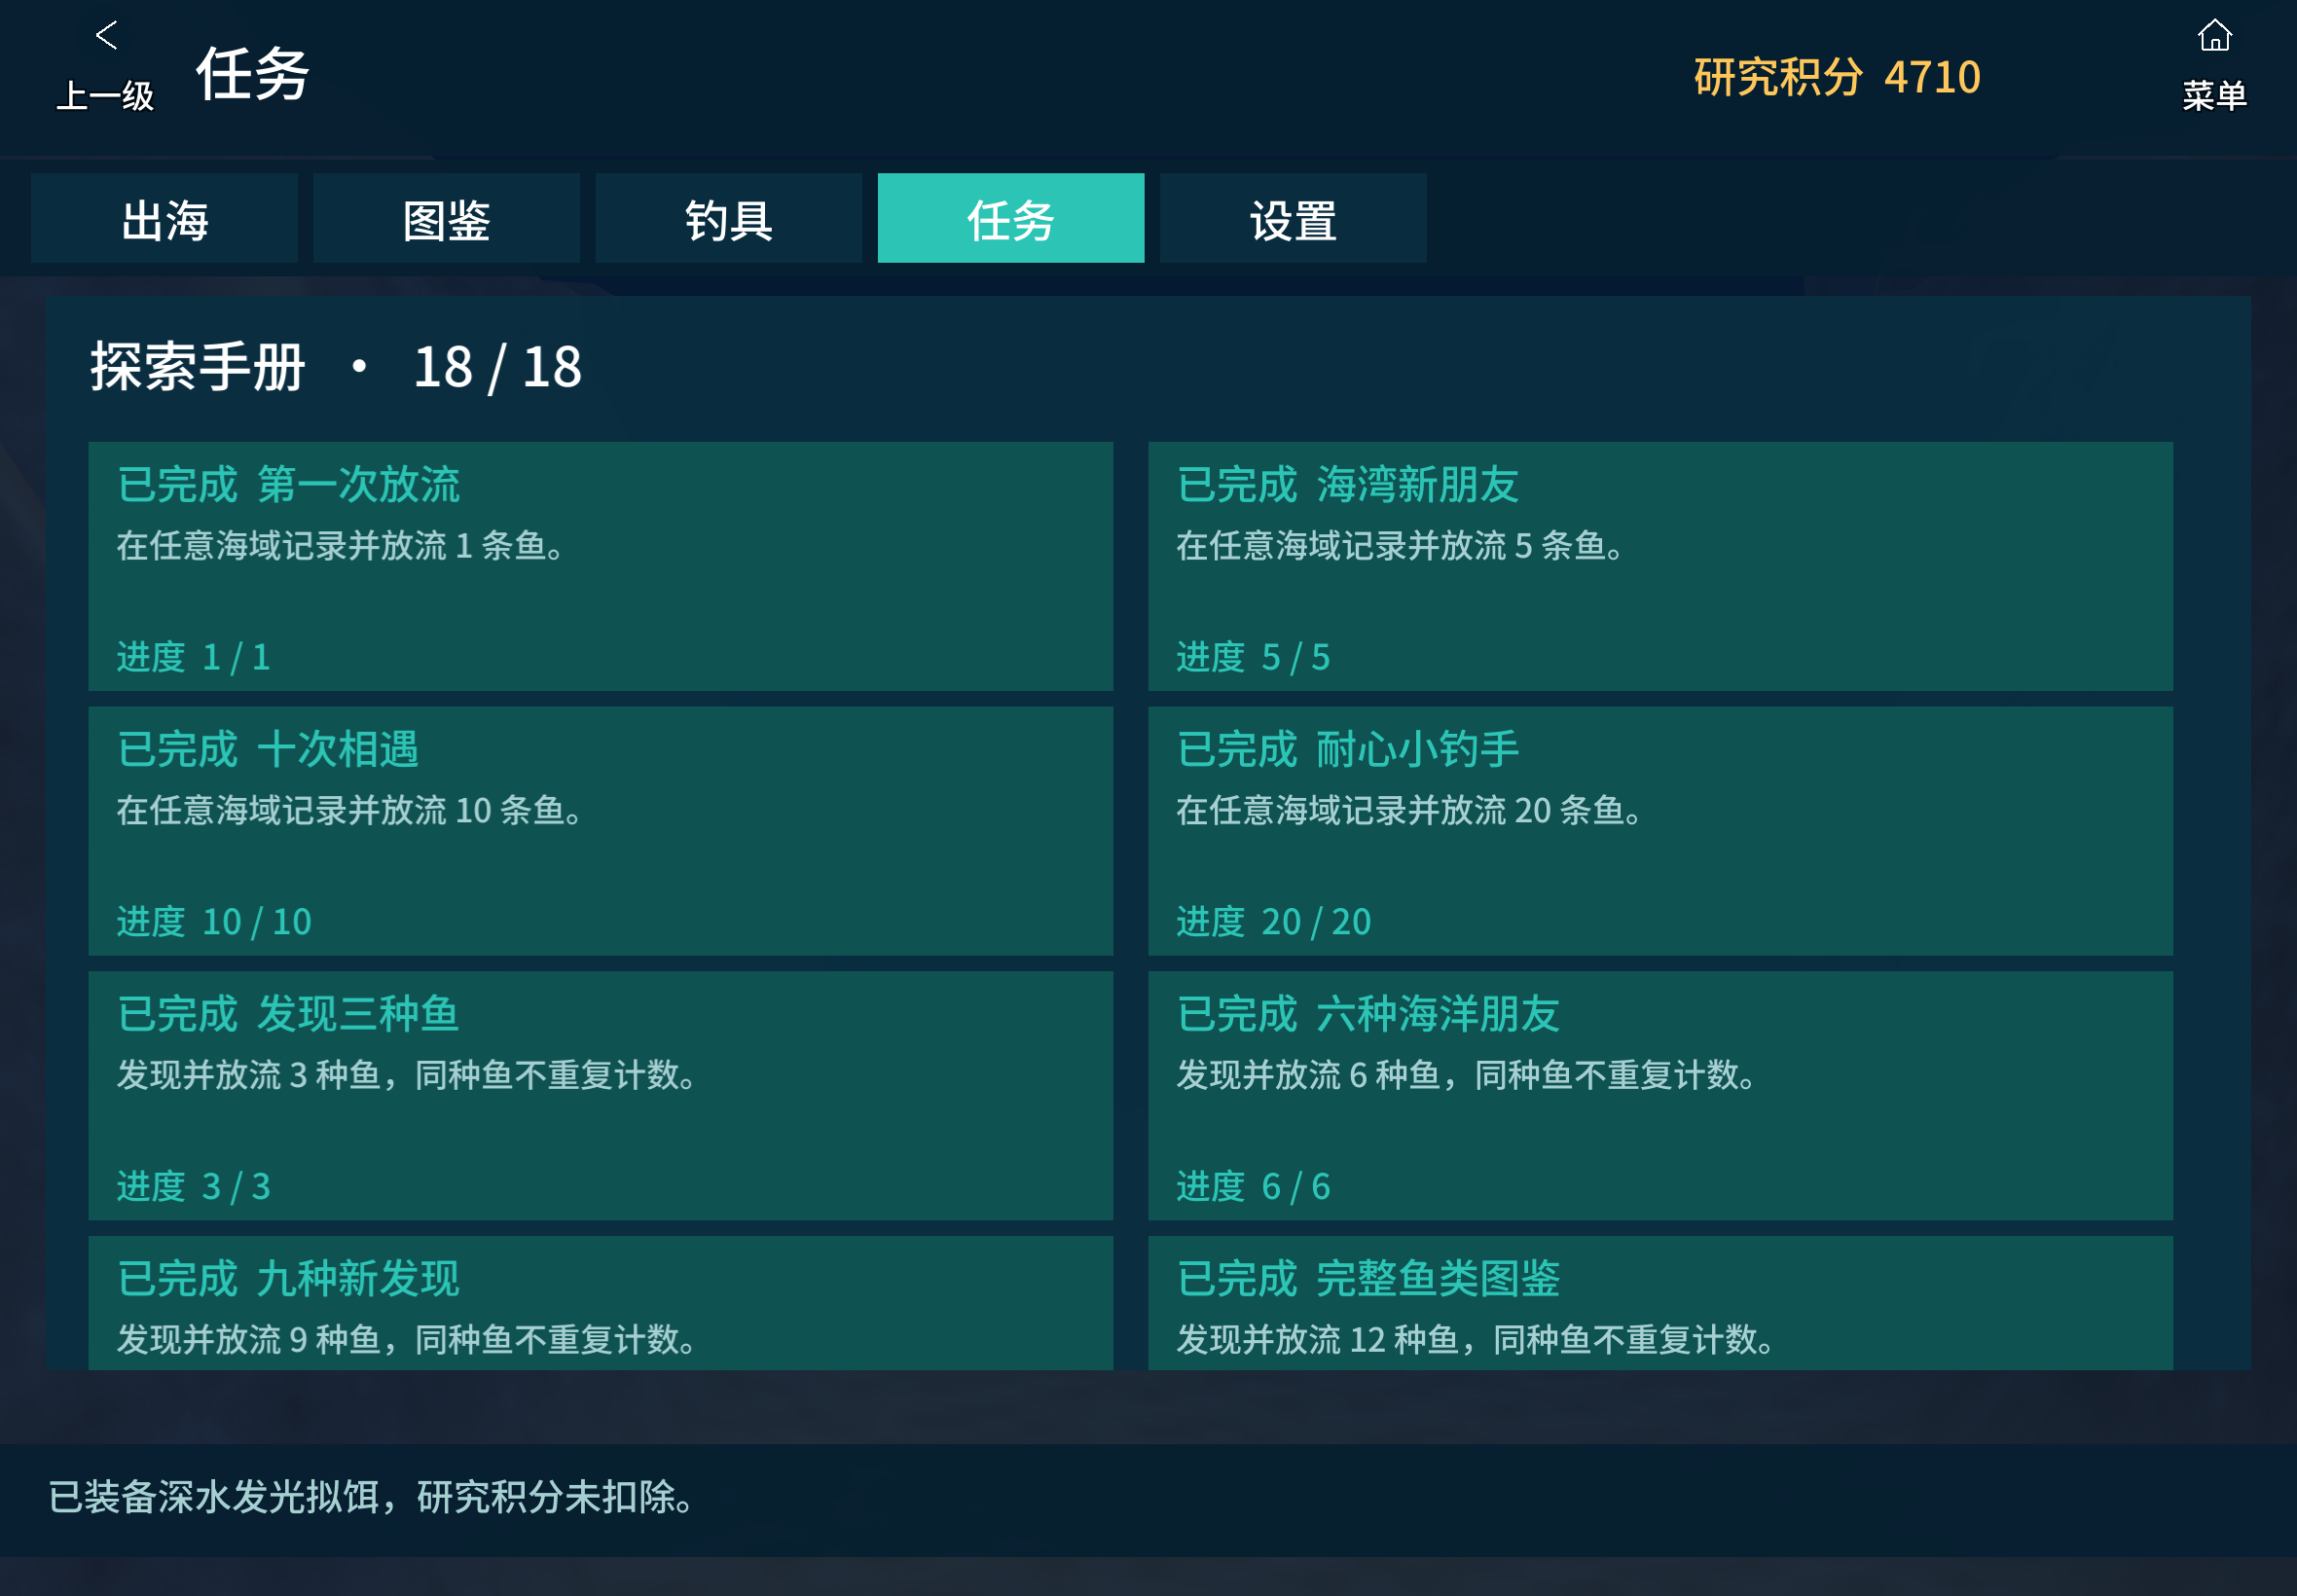 上一级
任务
研究积分 4710
菜单
出海
图鉴
钓具
任务
设置
探索手册 · 18 / 18
已完成 第一次放流
在任意海域记录并放流 1 条鱼。
进度 1 / 1
已完成 海湾新朋友
在任意海域记录并放流 5 条鱼。
进度 5 / 5
已完成 十次相遇
在任意海域记录并放流 10 条鱼。
进度 10 / 10
已完成 耐心小钓手
在任意海域记录并放流 20 条鱼。
进度 20 / 20
已完成 发现三种鱼
发现并放流 3 种鱼，同种鱼不重复计数。
进度 3 / 3
已完成 六种海洋朋友
发现并放流 6 种鱼，同种鱼不重复计数。
进度 6 / 6
已完成 九种新发现
发现并放流 9 种鱼，同种鱼不重复计数。
已完成 完整鱼类图鉴
发现并放流 12 种鱼，同种鱼不重复计数。
已装备深水发光拟饵，研究积分未扣除。